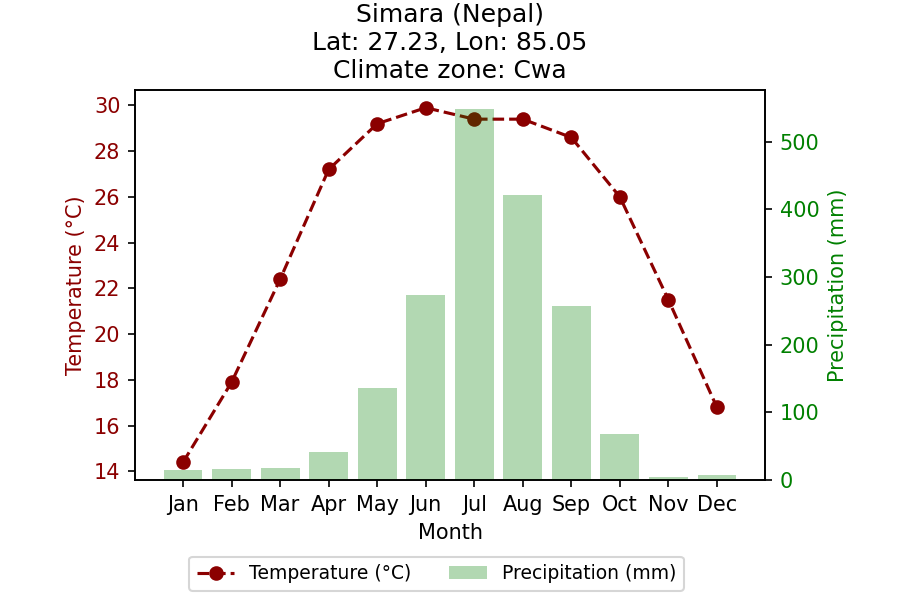 Simara (Nepal)
Lat: 27.23, Lon: 85.05
Climate zone: Cwa
Temperature (°C)
30
28
26
24
22
20
18
16
14
500
400
300
200
100
0
Precipitation (mm)
Jan Feb Mar Apr May Jun Jul Aug Sep Oct Nov Dec
Month
Temperature (°C) Precipitation (mm)